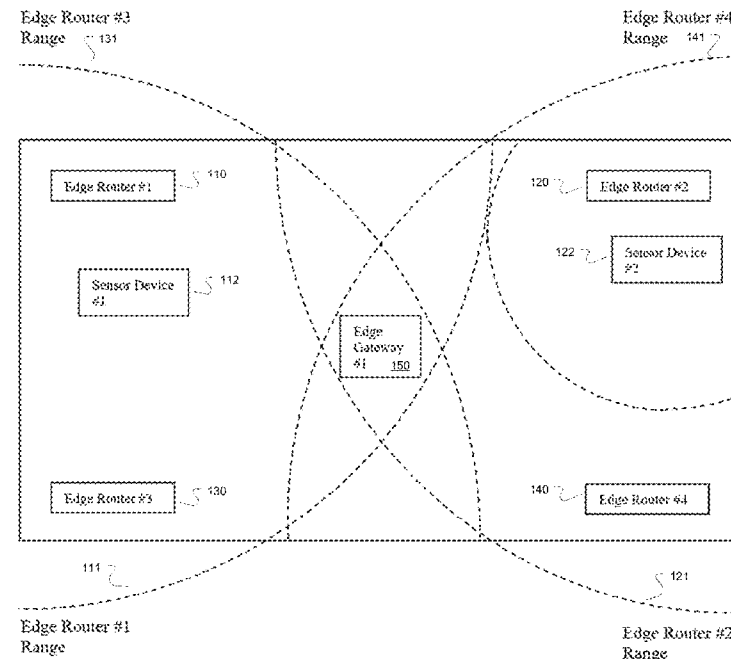 Edge Router #3
Range
131
Edge Router #4
Range
141
Edge Router #1
110
120
Edge Router #2
Sensor Device
#1
112
122
Sensor Device
#2
Edge
Gateway
#1
150
Edge Router #3
130
140
Edge Router #4
111
121
Edge Router #1
Range
Edge Router #2
Range